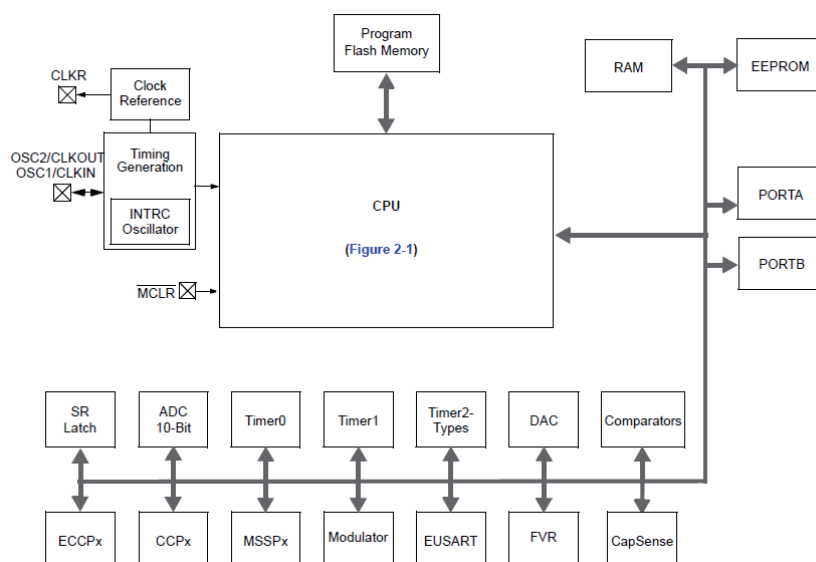 Program
Flash Memory
RAM
EEPROM
CLKR
Clock
Reference
OSC2/CLKOUT
OSC1/CLKIN
Timing
Generation
INTRC
Oscillator
CPU
(Figure 2-1)
MCLR
PORTA
PORTB
SR
Latch
ADC
10-Bit
Timer0
Timer1
Timer2-
Types
DAC
Comparators
ECCPx
CCPx
MSSPx
Modulator
EUSART
FVR
CapSense